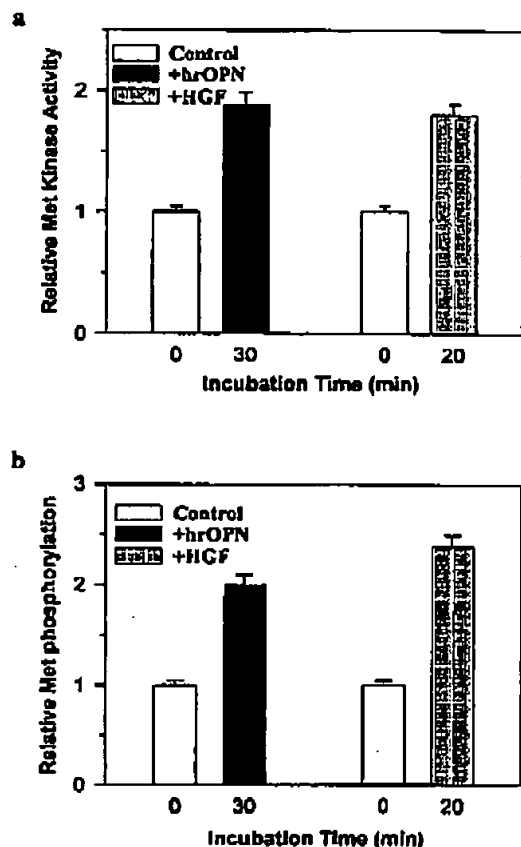 a
Relative Met Kinase Activity
2
1
0
Control
+hrOPN
+HGF
0 30 0 20
Incubation Time (min)
b
Relative Met phosphorylation
3
2
1
0
Control
+hrOPN
+HGF
0 30 0 20
Incubation Time (min)